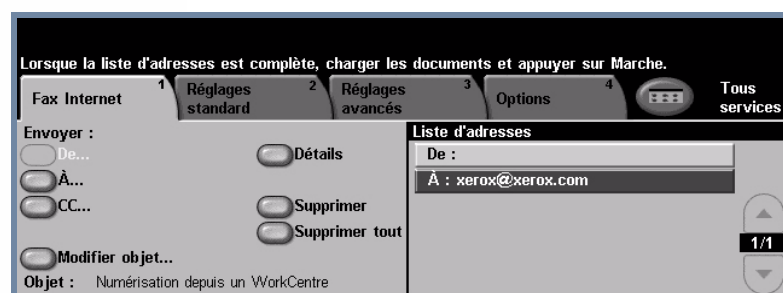 Lorsque la liste d'adresses est complète, charger les documents et appuyer sur Marche.
Fax Internet 1
Réglages standard 2
Réglages avancés 3
Options 4
Tous services
Envoyer :
De...
Détails
À...
CC...
Supprimer
Supprimer tout
Modifier objet...
Objet : Numérisation depuis un WorkCentre
Liste d'adresses
De :
À : xerox@xerox.com
1/1